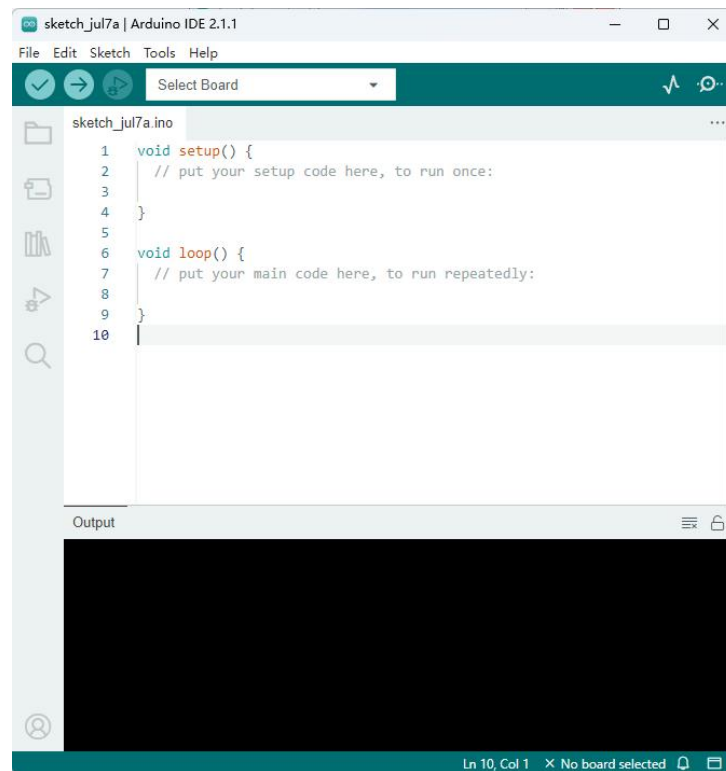 sketch_jul7a | Arduino IDE 2.1.1
File Edit Sketch Tools Help
Select Board
sketch_jul7a.ino
1 void setup() {
2 // put your setup code here, to run once:
3
4 }
5
6 void loop() {
7 // put your main code here, to run repeatedly:
8
9 }
10
Output
Ln 10, Col 1 × No board selected